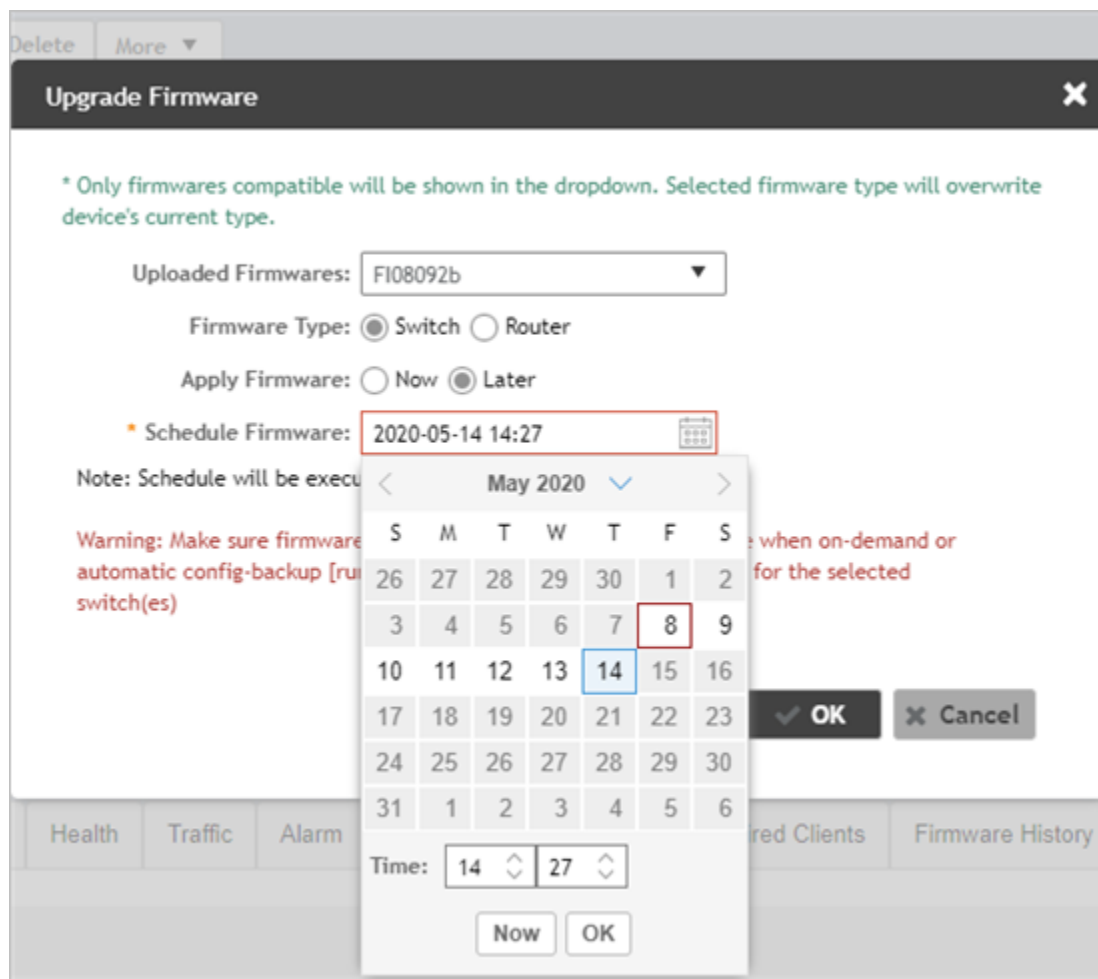 Delete More
Upgrade Firmware
* Only firmwares compatible will be shown in the dropdown. Selected firmware type will overwrite
device's current type.
Uploaded Firmwares: FI08092b
Firmware Type: Switch Router
Apply Firmware: Now Later
* Schedule Firmware: 2020-05-14 14:27
Note: Schedule will be
May 2020
Warning: Make sure firmware when on-demand or
automatic config-backup for the selected
switch(es)
S M T W T F S
26 27 28 29 30 1 2
3 4 5 6 7 8 9
10 11 12 13 14 15 16
17 18 19 20 21 22 23
24 25 26 27 28 29 30
31 1 2 3 4 5 6
OK Cancel
Health Traffic Alarm Clients Firmware History
Time: 14 27
Now OK